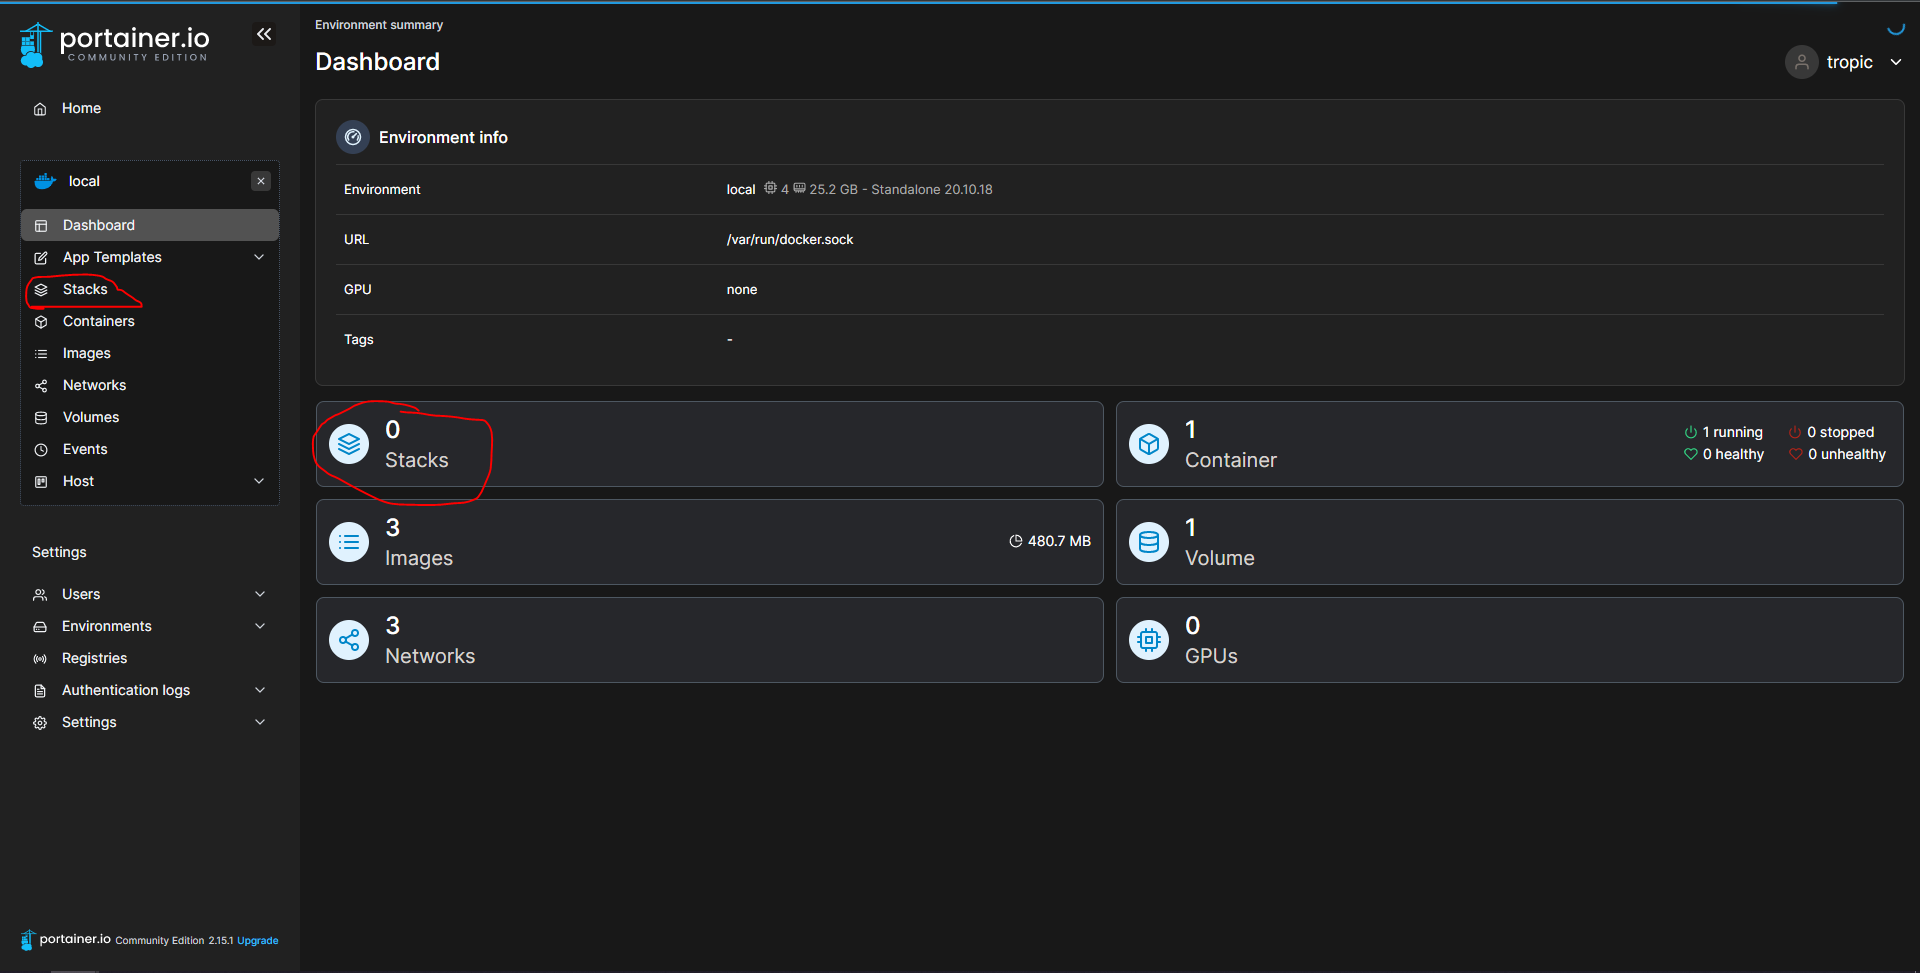 portainer.io
COMMUNITY EDITION
Home
local
Dashboard
App Templates
Stacks
Containers
Images
Networks
Volumes
Events
Host
Settings
Users
Environments
Registries
Authentication logs
Settings
portainer.io Community Edition 2.15.1 Upgrade
Environment summary
Dashboard
tropic
Environment info
Environment local 4 25.2 GB - Standalone 20.10.18
URL /var/run/docker.sock
GPU none
Tags -
0
Stacks
1
Container
1 running 0 stopped
0 healthy 0 unhealthy
3
Images
480.7 MB
1
Volume
3
Networks
0
GPUs